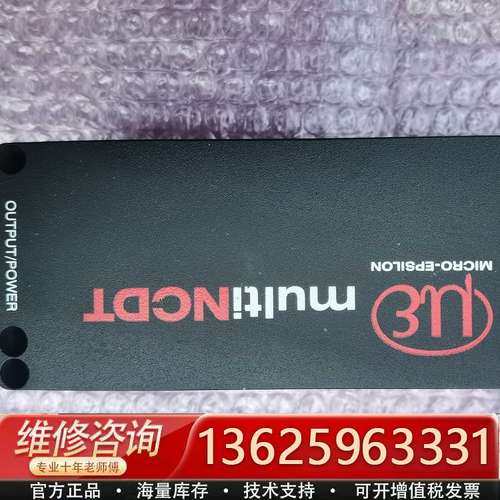 OUTPUT/POWER
multiNCDT
με
MICRO-EPSILON
维修咨询
专业十年老师傅
13625963331
官方正品 · 海量库存 · 技术支持 · 可开增值税发票